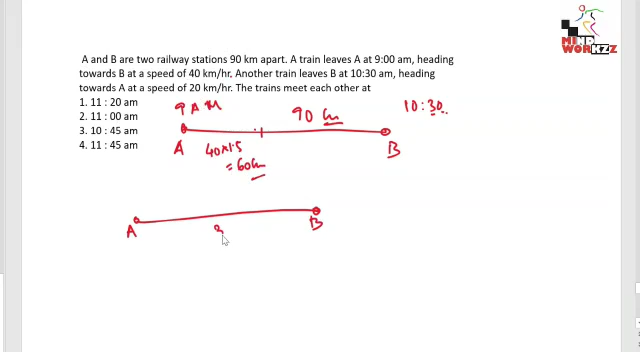 MIND
WORKZZ
A and B are two railway stations 90 km apart. A train leaves A at 9:00 am, heading
towards B at a speed of 40 km/hr. Another train leaves B at 10:30 am, heading
towards A at a speed of 20 km/hr. The trains meet each other at
1. 11 : 20 am
2. 11 : 00 am
3. 10 : 45 am
4. 11 : 45 am
9 AM
90 km
10:30
A
40×1.5
= 60km
B
A
B